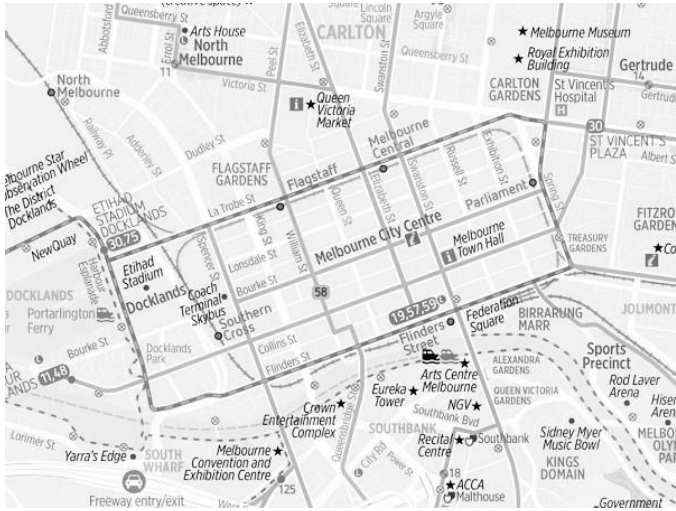 Abbotsford St
Queensberry St
Arts House
North
Melbourne
Errol St
11
Victoria St
Peel St
Elizabeth St
CARLTON
Lincoln
Square
Swanston St
Argyle
Square
Queensberry St
Melbourne Museum
Royal Exhibition
Building
CARLTON
GARDENS
Gertrude
14
Gertrude
St Vincent's
Hospital
H
30
ST VINCENT'S
PLAZA
Albert St
North
Melbourne
Railway Pl
Adderley St
Dudley St
Queen
Victoria
Market
FLAGSTAFF
GARDENS
Flagstaff
Melbourne
Central
La Trobe St
Queen St
Elizabeth St
Swanston St
Russell St
Exhibition St
Parliament
Spring St
TREASURY
GARDENS
Observation Wheel
The District
Docklands
NewQuay
ETIHAD
STADIUM
DOCKLANDS
30.75
Harbour
Esplanade
Etihad
Stadium
Docklands
DOCKLANDS
Portarlington
Ferry
Bourke St
Docklands
Park
11.48
Spencer St
King St
William St
Lonsdale St
Bourke St
Coach
Terminal
Skybus
Southern
Cross
Collins St
Flinders St
58
Melbourne City Centre
Melbourne
Town Hall
19.57.59
Flinders
Street
Federation
Square
BIRRARUNG
MARR
JOLIMONT
Arts Centre
Melbourne
ALEXANDRA
GARDENS
Eureka
Tower
NGV
QUEEN VICTORIA
GARDENS
Sports
Precinct
Rod Laver
Arena
Crown
Entertainment
Complex
Queensbridge St
Southbank Blvd
SOUTHBANK
Recital
Centre
Southbank
Sidney Myer
Music Bowl
KINGS
DOMAIN
Lorimer St
Yarra's Edge
SOUTH
WHARF
Melbourne
Convention and
Exhibition Centre
125
City Rd
Power St
18
ACCA
Malthouse
Freeway entry/exit
Government